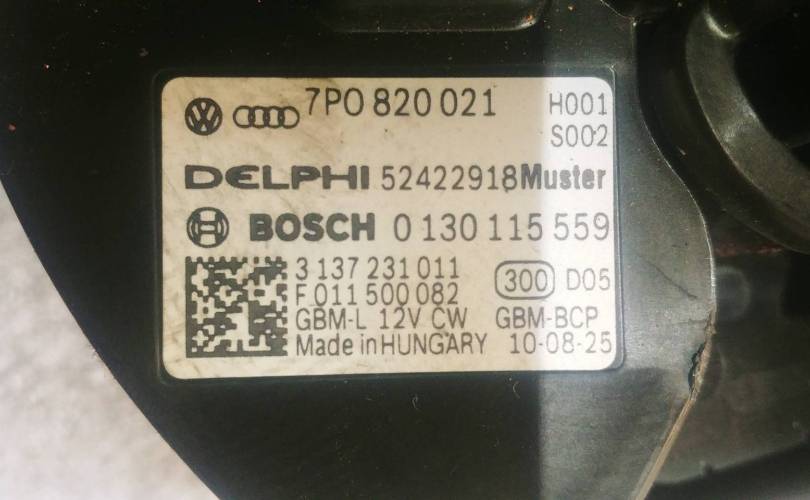 7P0 820 021 H001
S002
DELPHI 52422918Muster
BOSCH 0 130 115 559
3 137 231 011
F 011 500 082 300 D05
GBM-L 12V CW GBM-BCP
Made in HUNGARY 10-08-25